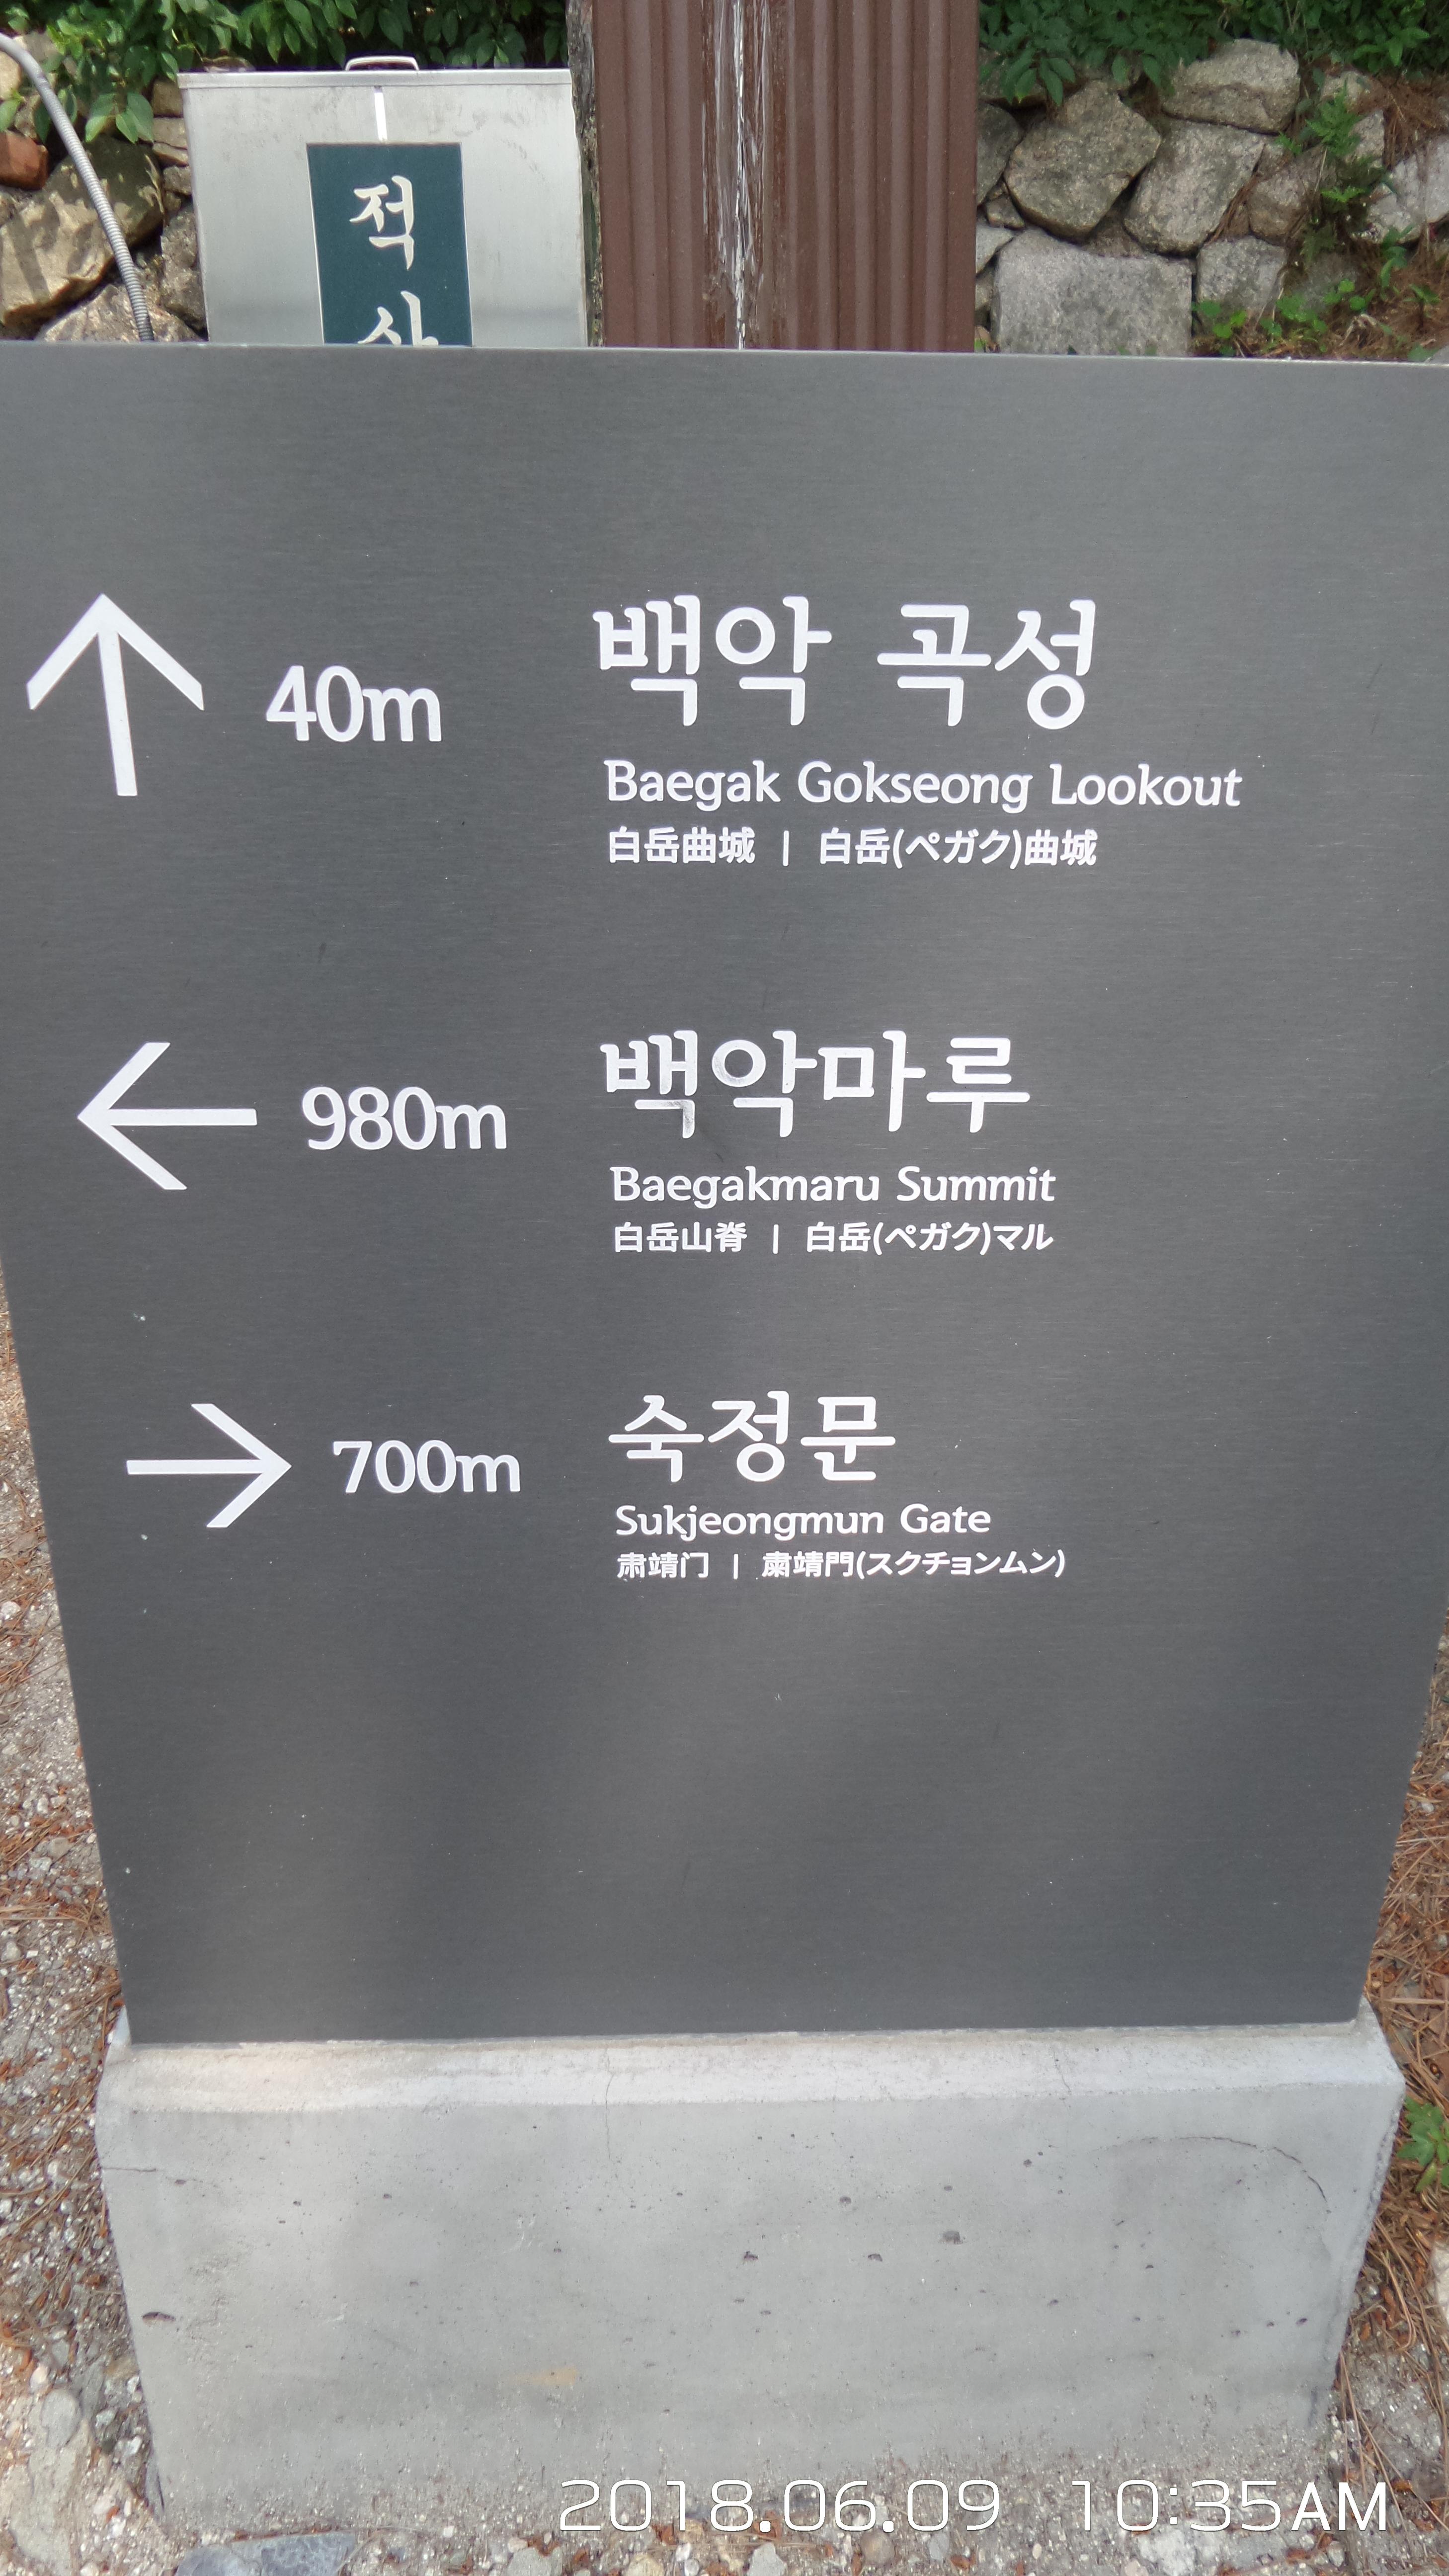 적
사
↑ 40m 백악 곡성
Baegak Gokseong Lookout
白岳曲城 | 白岳(ペガク)曲城
← 980m 백악마루
Baegakmaru Summit
白岳山脊 | 白岳(ペガク)マル
→ 700m 숙정문
Sukjeongmun Gate
肃靖门 | 粛靖門(スクチョンムン)
2018.06.09 10:35AM